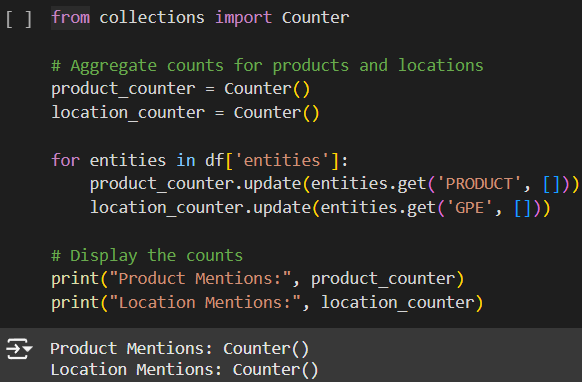 [ ] from collections import Counter
# Aggregate counts for products and locations
product_counter = Counter()
location_counter = Counter()
for entities in df['entities']:
    product_counter.update(entities.get('PRODUCT', []))
    location_counter.update(entities.get('GPE', []))
# Display the counts
print("Product Mentions:", product_counter)
print("Location Mentions:", location_counter)
Product Mentions: Counter()
Location Mentions: Counter()